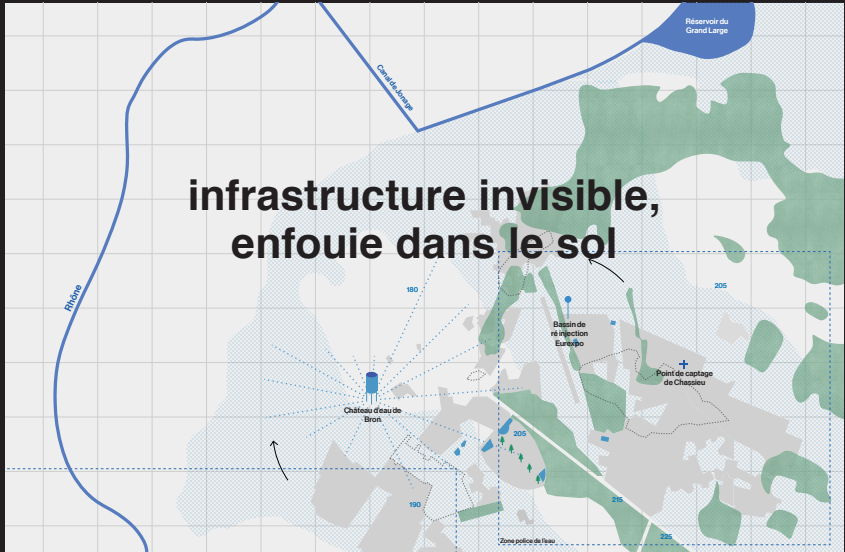 Réservoir du
Grand Large
Canal de Jonage
infrastructure invisible,
enfouie dans le sol
Rhône
180
205
Bassin de
ré injection
Eurexpo
Point de captage
de Chassieu
Château d'eau de
Bron
205
190
215
225
Zone police de l'eau